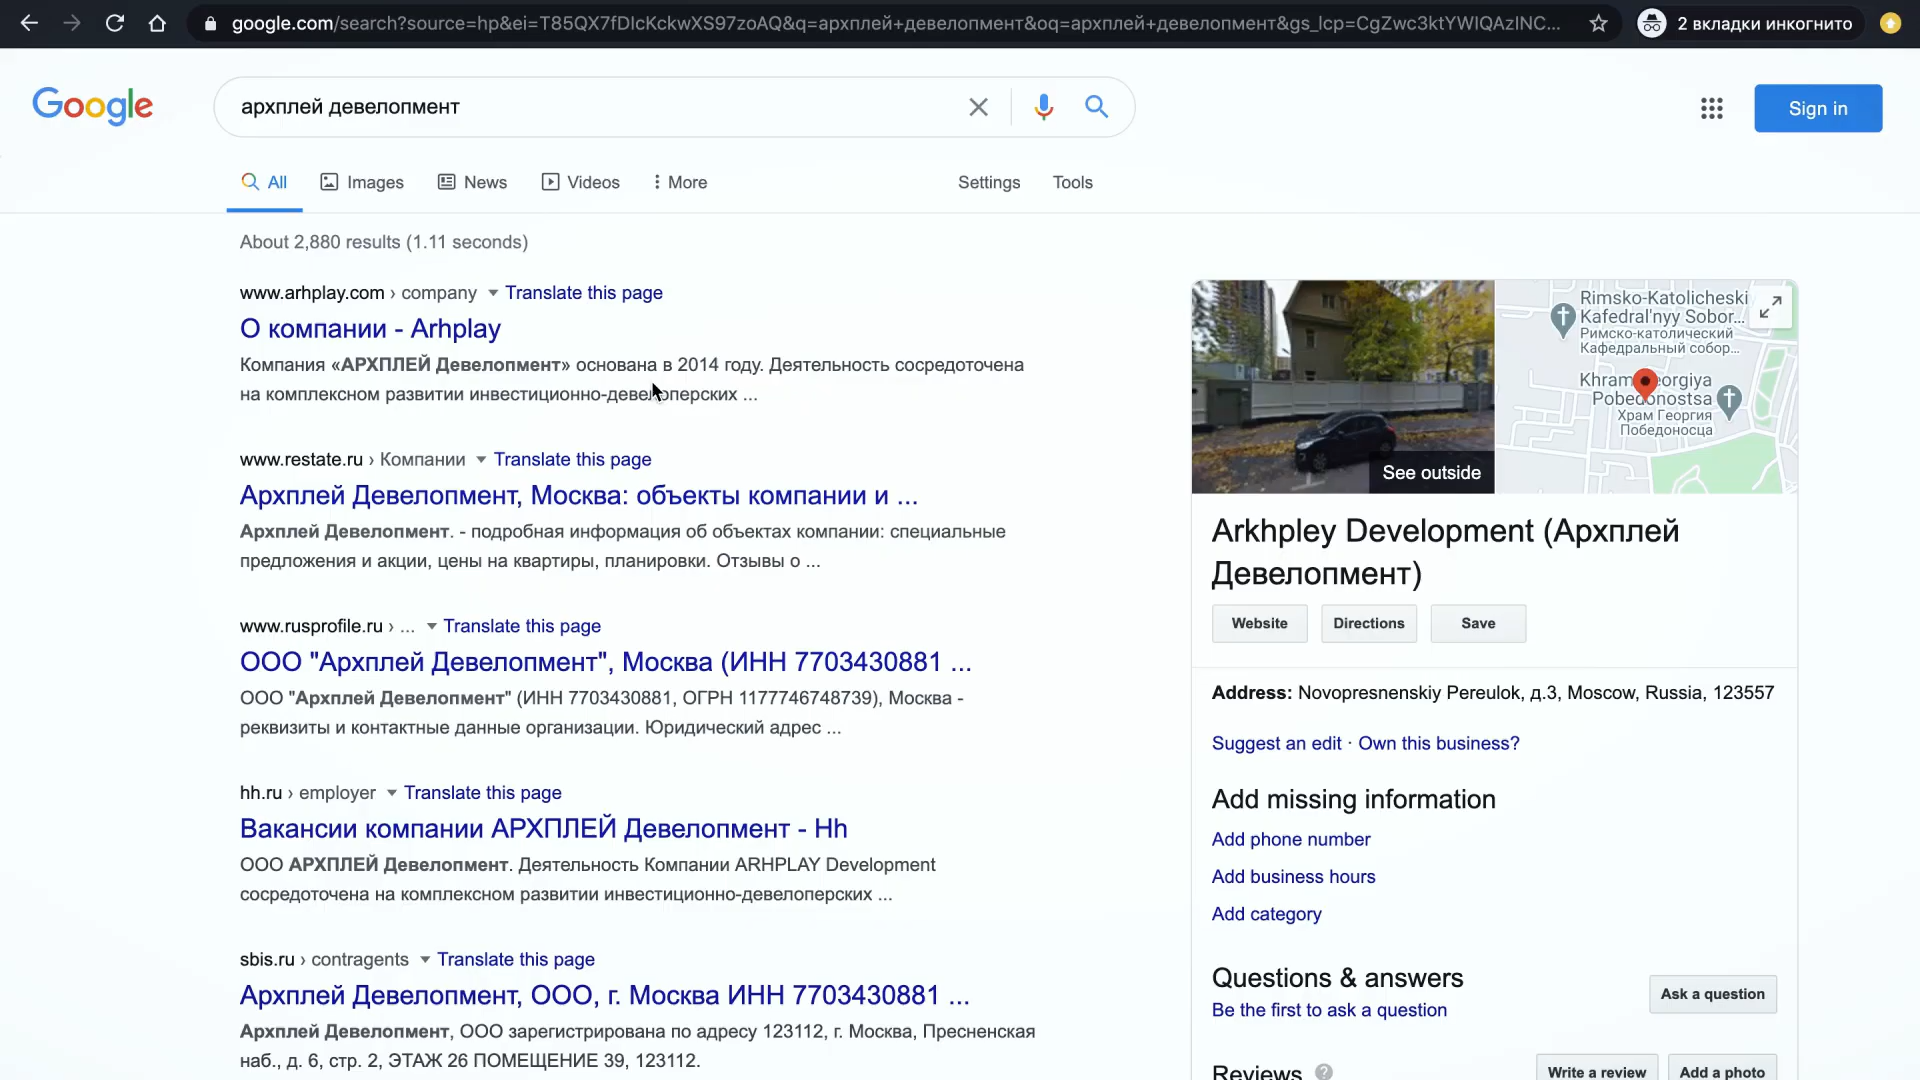 google.com/search?source=hp&ei=T85QX7fDIcKckwXS97zoAQ&q=архплей+девелопмент&oq=архплей+девелопмент&gs_lcp=CgZwc3ktYWIQAzINC...
2 вкладки инкогнито
Google
архплей девелопмент
Sign in
All
Images
News
Videos
More
Settings
Tools
About 2,880 results (1.11 seconds)
www.arhplay.com › company
Translate this page
О компании - Arhplay
Компания «АРХПЛЕЙ Девелопмент» основана в 2014 году. Деятельность сосредоточена
на комплексном развитии инвестиционно-девелоперских ...
www.restate.ru › Компании
Translate this page
Архплей Девелопмент, Москва: объекты компании и ...
Архплей Девелопмент. - подробная информация об объектах компании: специальные
предложения и акции, цены на квартиры, планировки. Отзывы о ...
www.rusprofile.ru › ...
Translate this page
ООО "Архплей Девелопмент", Москва (ИНН 7703430881 ...
ООО "Архплей Девелопмент" (ИНН 7703430881, ОГРН 1177746748739), Москва -
реквизиты и контактные данные организации. Юридический адрес ...
hh.ru › employer
Translate this page
Вакансии компании АРХПЛЕЙ Девелопмент - Hh
ООО АРХПЛЕЙ Девелопмент. Деятельность Компании ARHPLAY Development
сосредоточена на комплексном развитии инвестиционно-девелоперских ...
sbis.ru › contragents
Translate this page
Архплей Девелопмент, ООО, г. Москва ИНН 7703430881 ...
Архплей Девелопмент, ООО зарегистрирована по адресу 123112, г. Москва, Пресненская
наб., д. 6, стр. 2, ЭТАЖ 26 ПОМЕЩЕНИЕ 39, 123112.
See outside
Rimsko-Katolicheski
Kafedral'nyy Sobor...
Римско-католический
Кафедральный собор...
Pobedonostsa
Храм Георгия
Победоносца
Arkhpley Development (Архплей
Девелопмент)
Website
Directions
Save
Address: Novopresnenskiy Pereulok, д.3, Moscow, Russia, 123557
Suggest an edit · Own this business?
Add missing information
Add phone number
Add business hours
Add category
Questions & answers
Ask a question
Be the first to ask a question
Reviews
Write a review
Add a photo